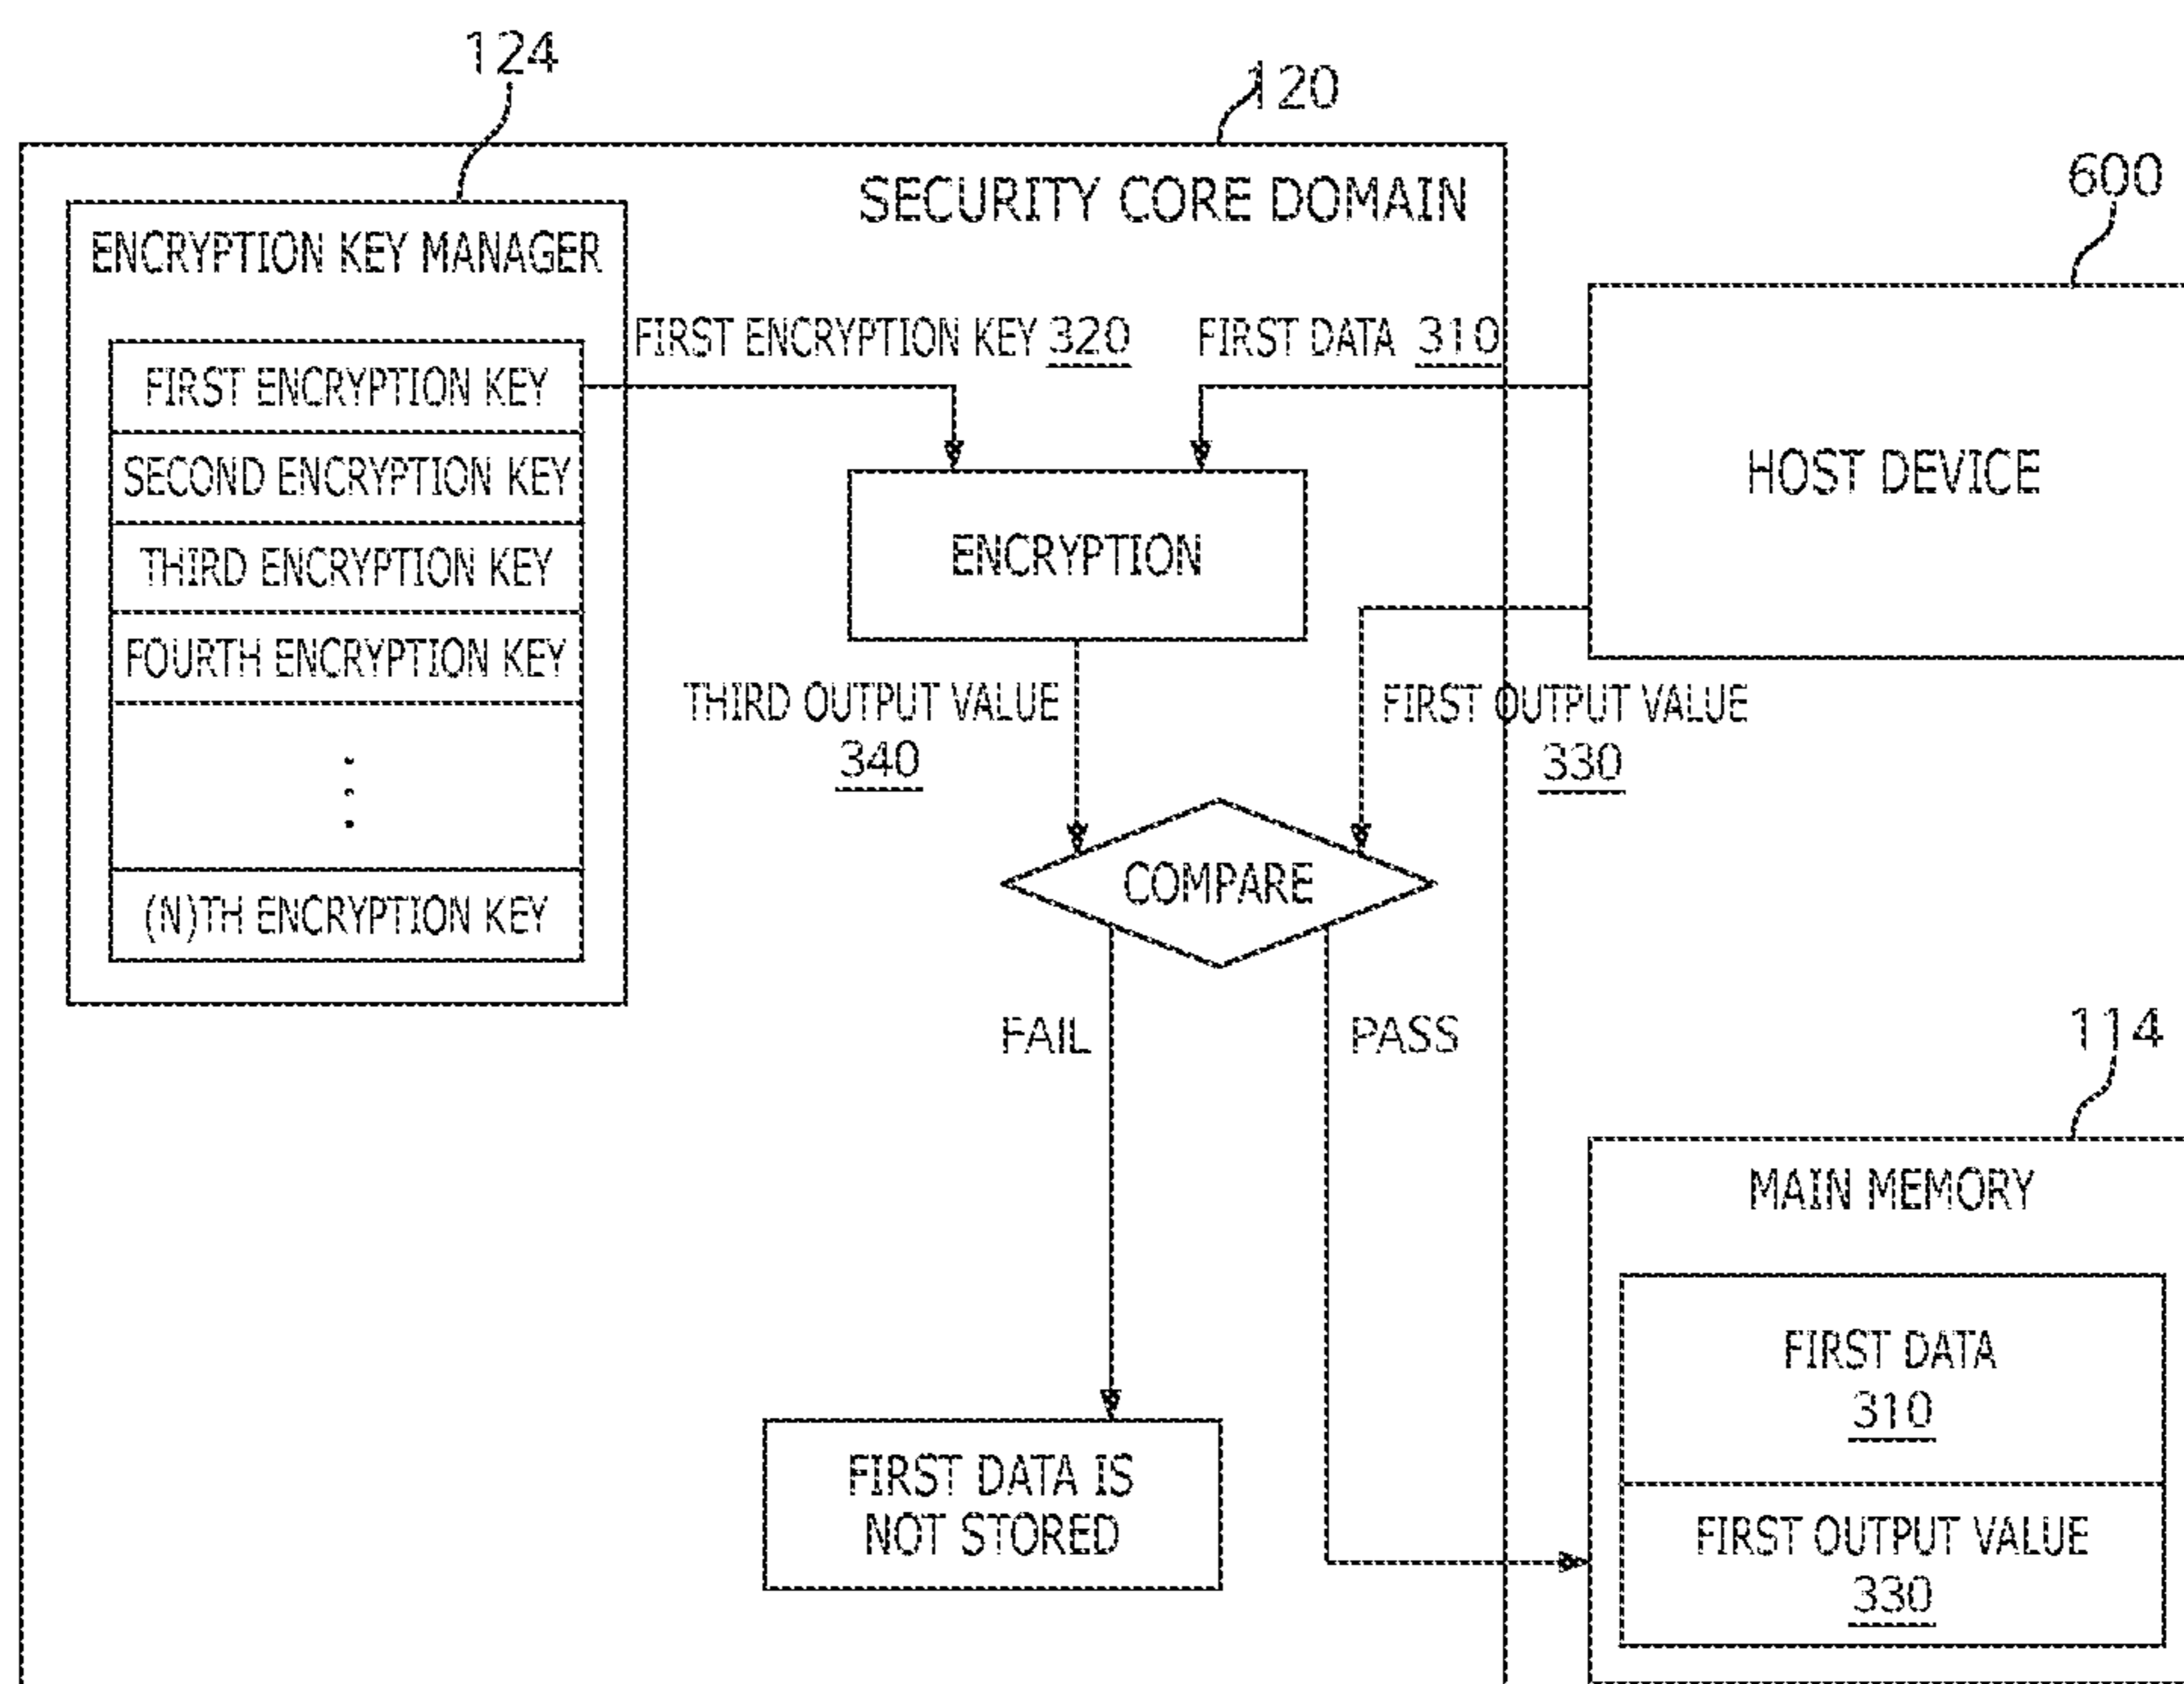 124
120
600
SECURITY CORE DOMAIN
ENCRYPTION KEY MANAGER
FIRST ENCRYPTION KEY
SECOND ENCRYPTION KEY
THIRD ENCRYPTION KEY
FOURTH ENCRYPTION KEY
(N)TH ENCRYPTION KEY
FIRST ENCRYPTION KEY 320
FIRST DATA 310
HOST DEVICE
ENCRYPTION
THIRD OUTPUT VALUE
340
FIRST OUTPUT VALUE
330
COMPARE
FAIL
PASS
114
MAIN MEMORY
FIRST DATA
310
FIRST OUTPUT VALUE
330
FIRST DATA IS
NOT STORED